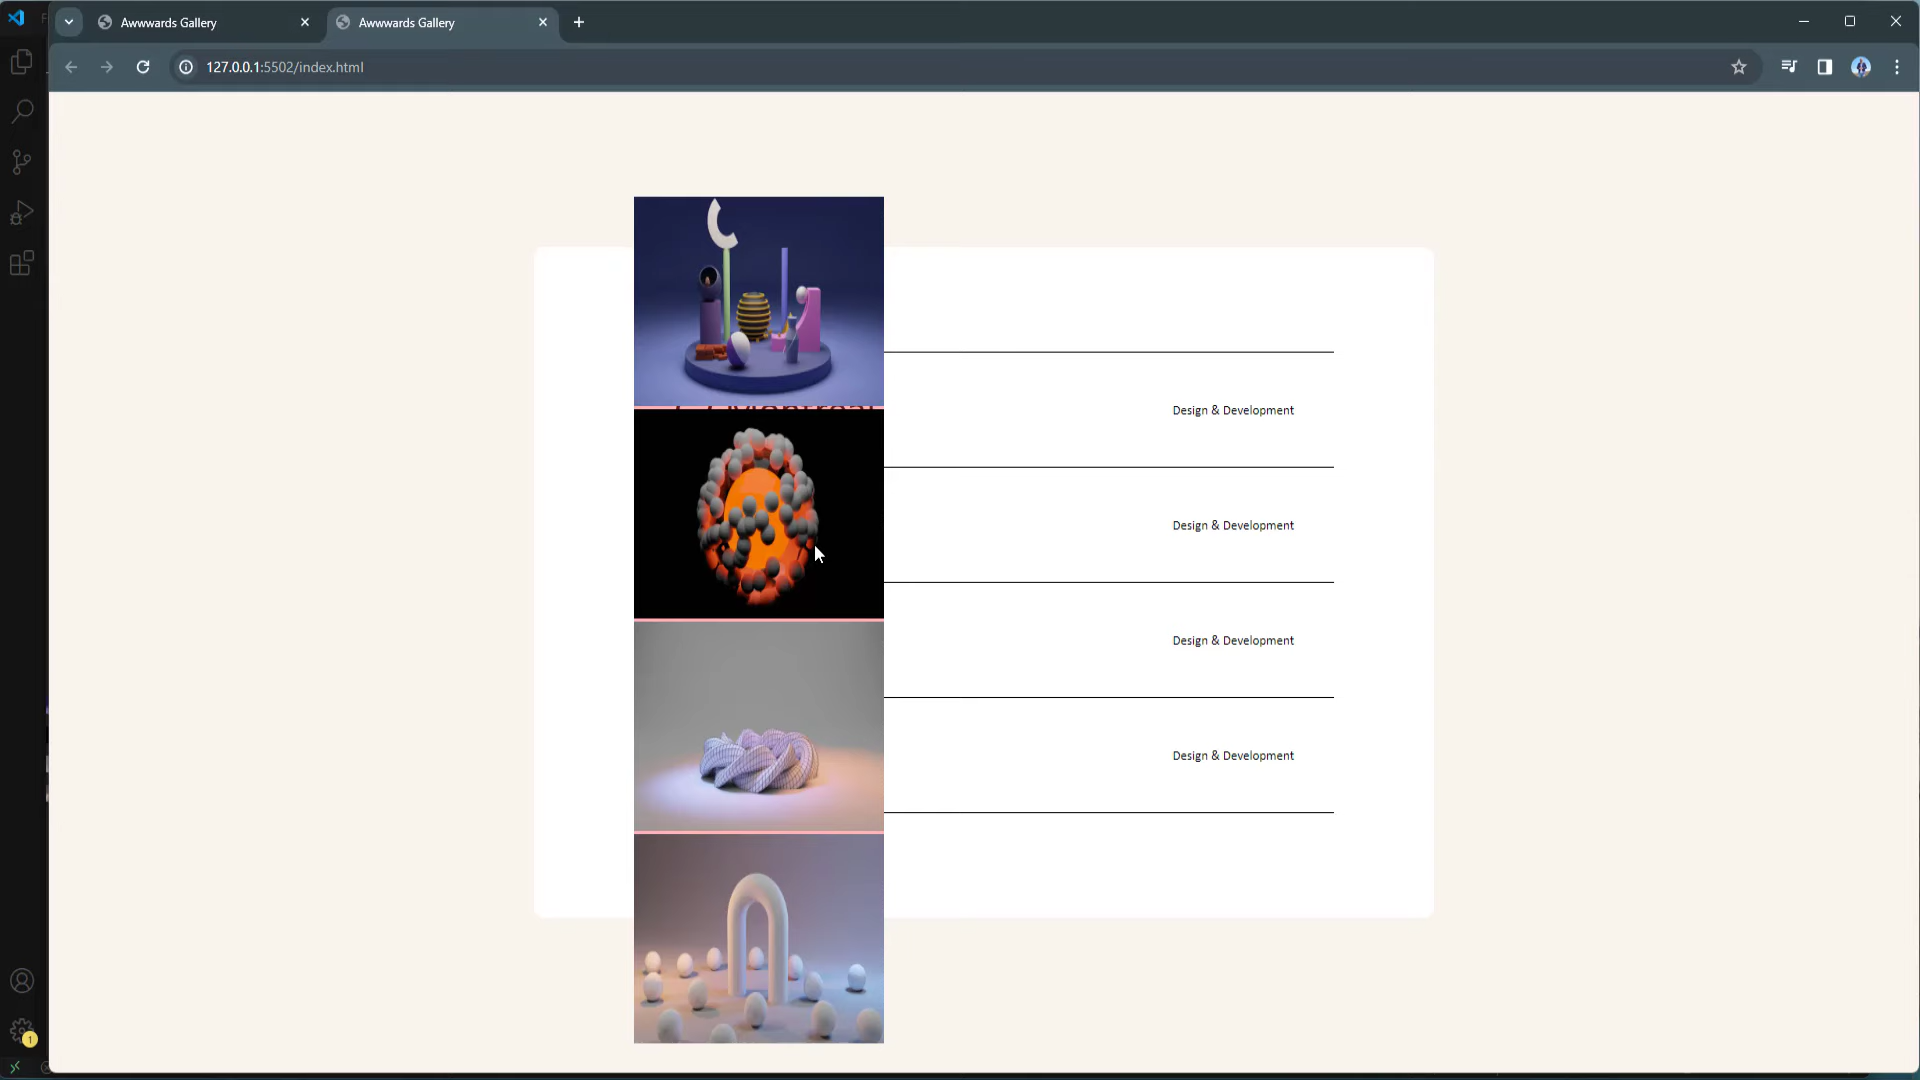 Awwwards Gallery
Awwwards Gallery
127.0.0.1:5502/index.html
Design & Development
Design & Development
Design & Development
Design & Development
1